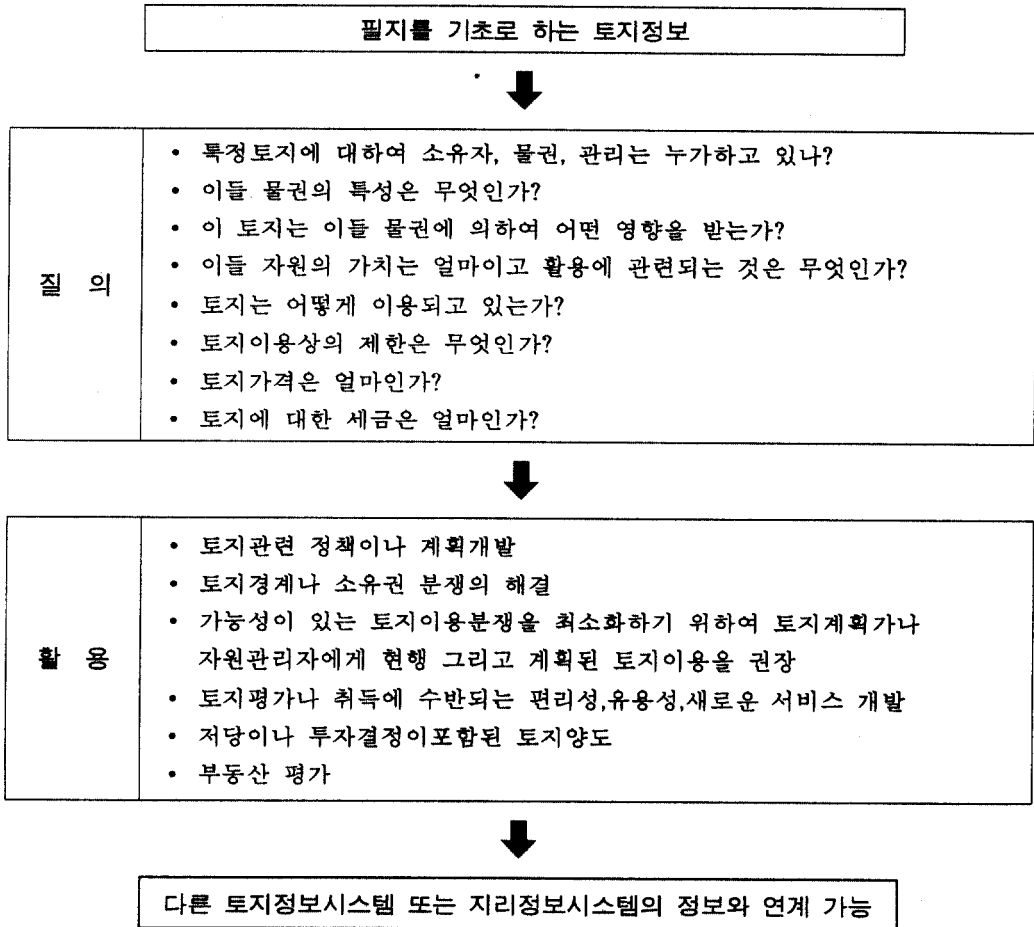 필지를 기초로 하는 토지정보
질 의
• 특정토지에 대하여 소유자, 물권, 관리는 누가하고 있나?
• 이들 물권의 특성은 무엇인가?
• 이 토지는 이들 물권에 의하여 어떤 영향을 받는가?
• 이들 자원의 가치는 얼마이고 활용에 관련되는 것은 무엇인가?
• 토지는 어떻게 이용되고 있는가?
• 토지이용상의 제한은 무엇인가?
• 토지가격은 얼마인가?
• 토지에 대한 세금은 얼마인가?
활 용
• 토지관련 정책이나 계획개발
• 토지경계나 소유권 분쟁의 해결
• 가능성이 있는 토지이용분쟁을 최소화하기 위하여 토지계획가나
자원관리자에게 현행 그리고 계획된 토지이용을 권장
• 토지평가나 취득에 수반되는 편리성,유용성,새로운 서비스 개발
• 저당이나 투자결정이포함된 토지양도
• 부동산 평가
다른 토지정보시스템 또는 지리정보시스템의 정보와 연계 가능